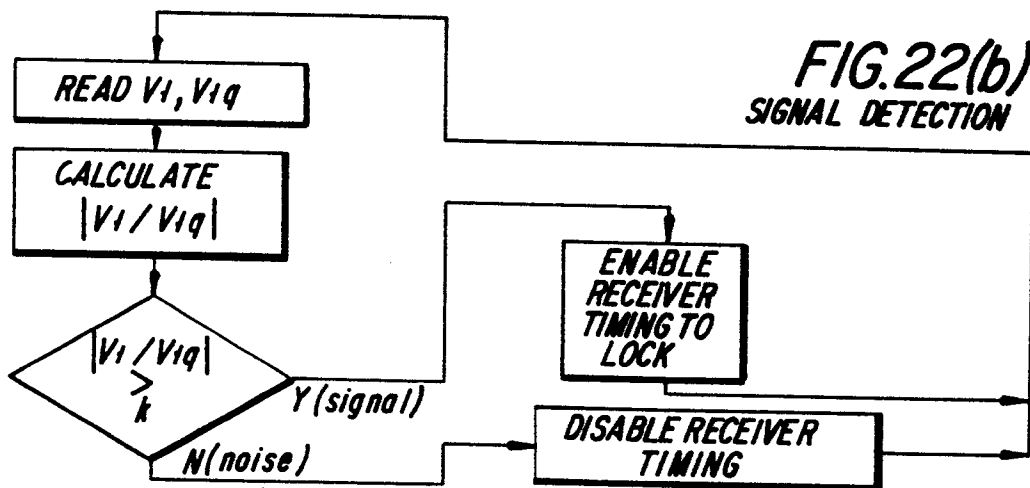 FIG.22(b)
SIGNAL DETECTION
READ V1, V1q
CALCULATE
|V1/V1q|
|V1/V1q|
>
k
Y(signal)
N(noise)
ENABLE
RECEIVER
TIMING TO
LOCK
DISABLE RECEIVER
TIMING